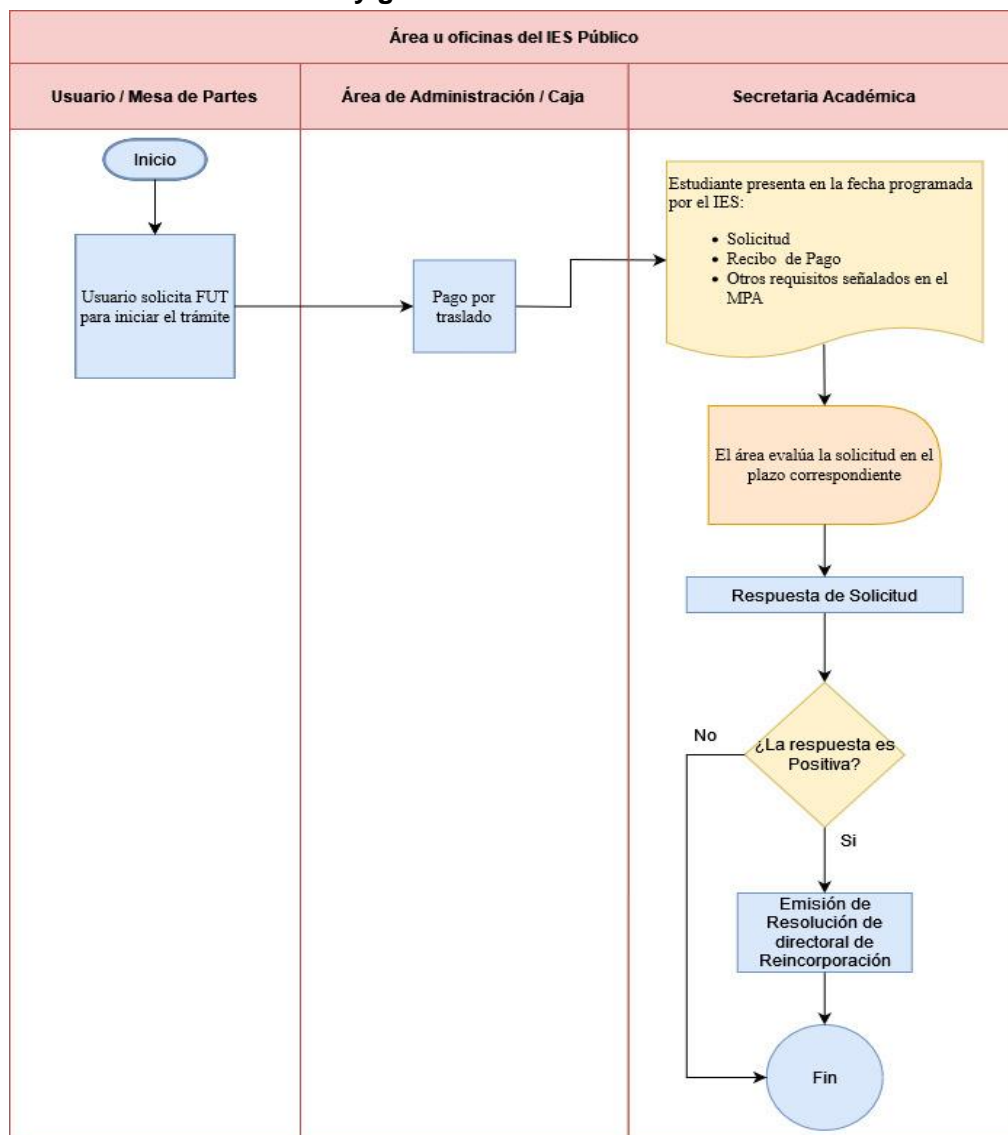 Área u oficinas del IES Público
Usuario / Mesa de Partes
Área de Administración / Caja
Secretaria Académica
Inicio
Usuario solicita FUT
para iniciar el trámite
Pago por
traslado
Estudiante presenta en la fecha programada
por el IES:
• Solicitud
• Recibo de Pago
• Otros requisitos señalados en el
MPA
El área evalúa la solicitud en el
plazo correspondiente
Respuesta de Solicitud
¿La respuesta es
Positiva?
No
Si
Emisión de
Resolución de
directoral de
Reincorporación
Fin